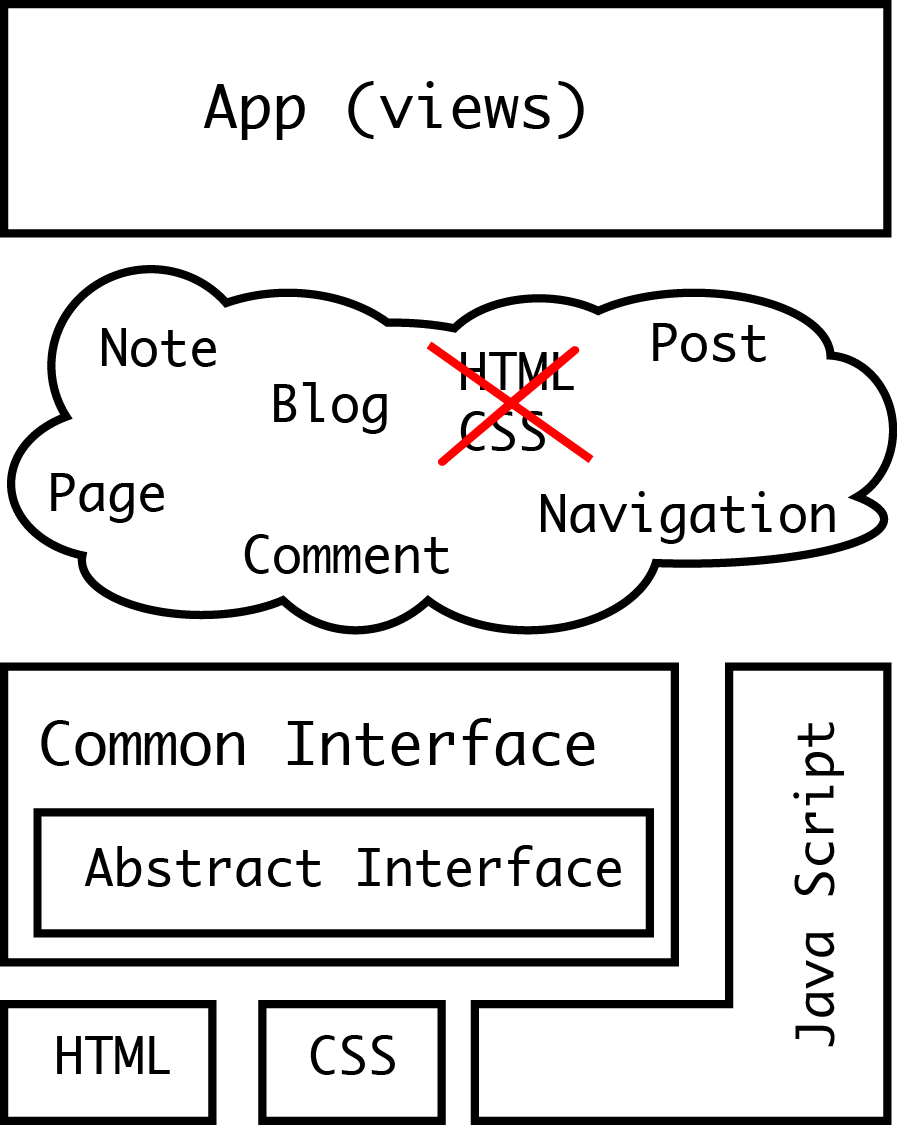 App (views)
Note
Blog
HTML
CSS
Post
Page
Comment
Navigation
Common Interface
Abstract Interface
Java Script
HTML
CSS